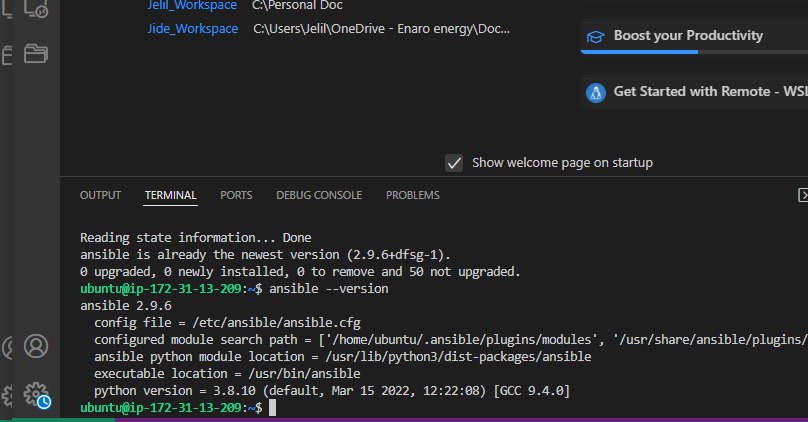 Jelil_Workspace C:\Personal Doc
Jide_Workspace C:\Users\Jelil\OneDrive - Enaro energy\Doc...
Boost your Productivity
Get Started with Remote - WSL
Show welcome page on startup
OUTPUT TERMINAL PORTS DEBUG CONSOLE PROBLEMS
Reading state information... Done
ansible is already the newest version (2.9.6+dfsg-1).
0 upgraded, 0 newly installed, 0 to remove and 50 not upgraded.
ubuntu@ip-172-31-13-209:~$ ansible --version
ansible 2.9.6
config file = /etc/ansible/ansible.cfg
configured module search path = ['/home/ubuntu/.ansible/plugins/modules', '/usr/share/ansible/plugins/
ansible python module location = /usr/lib/python3/dist-packages/ansible
executable location = /usr/bin/ansible
python version = 3.8.10 (default, Mar 15 2022, 12:22:08) [GCC 9.4.0]
ubuntu@ip-172-31-13-209:~$